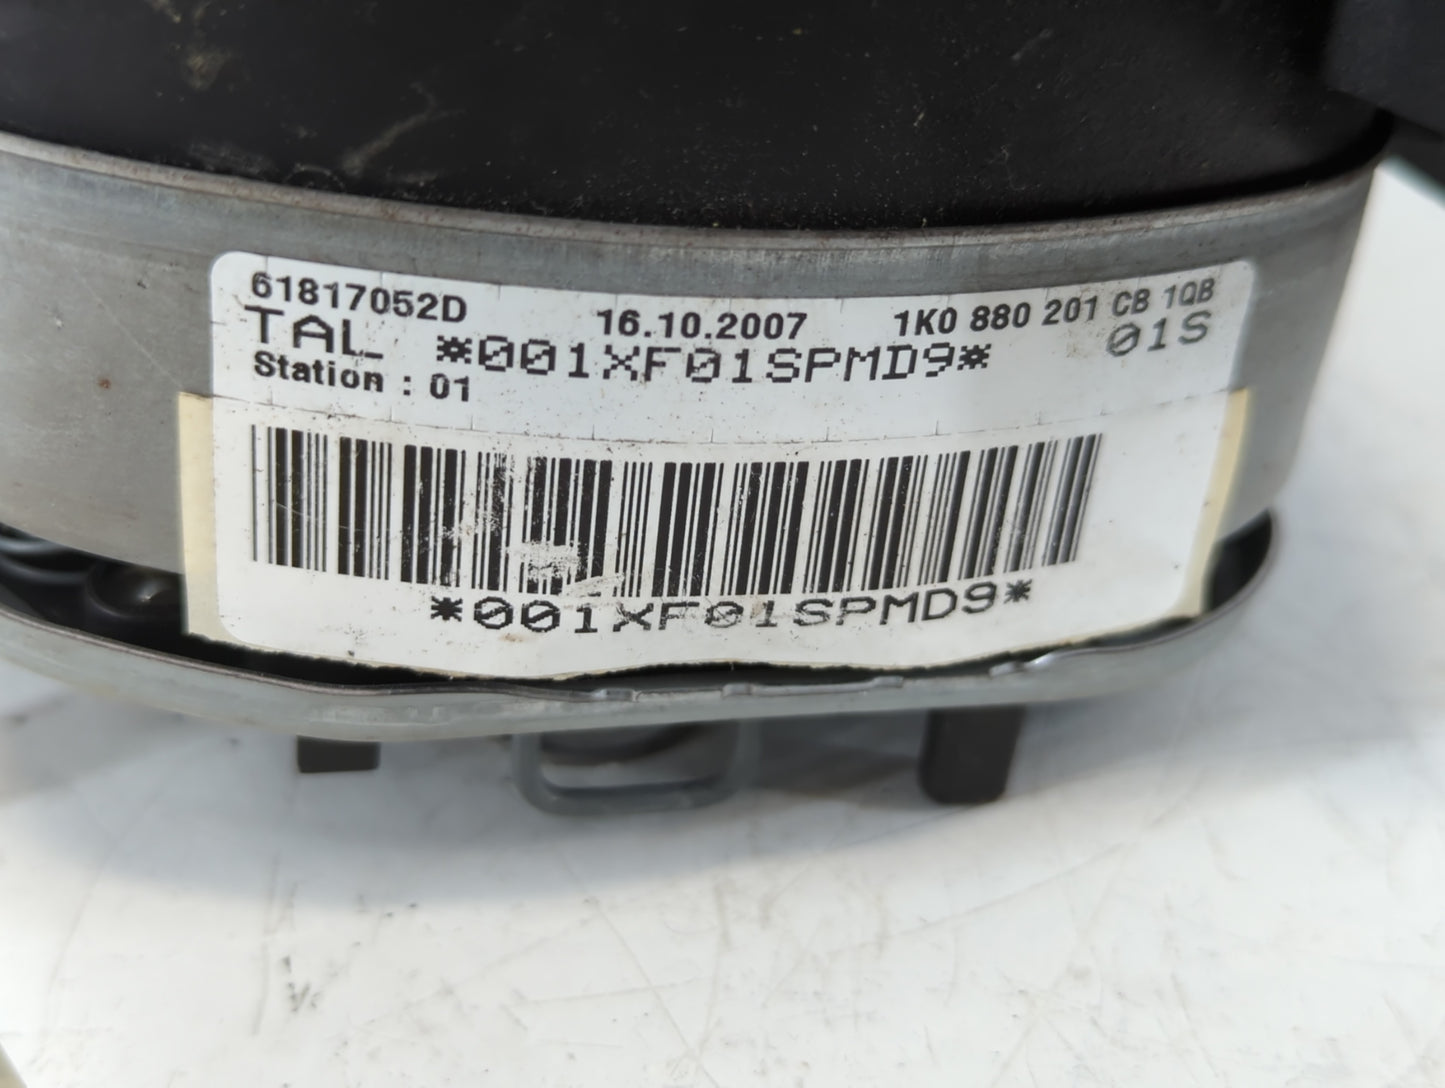 61817052D 16.10.2007 1K0 880 201 CB 1QB
TAL *001XF01SPMD9* 01S
Station : 01
*001XF01SPMD9*